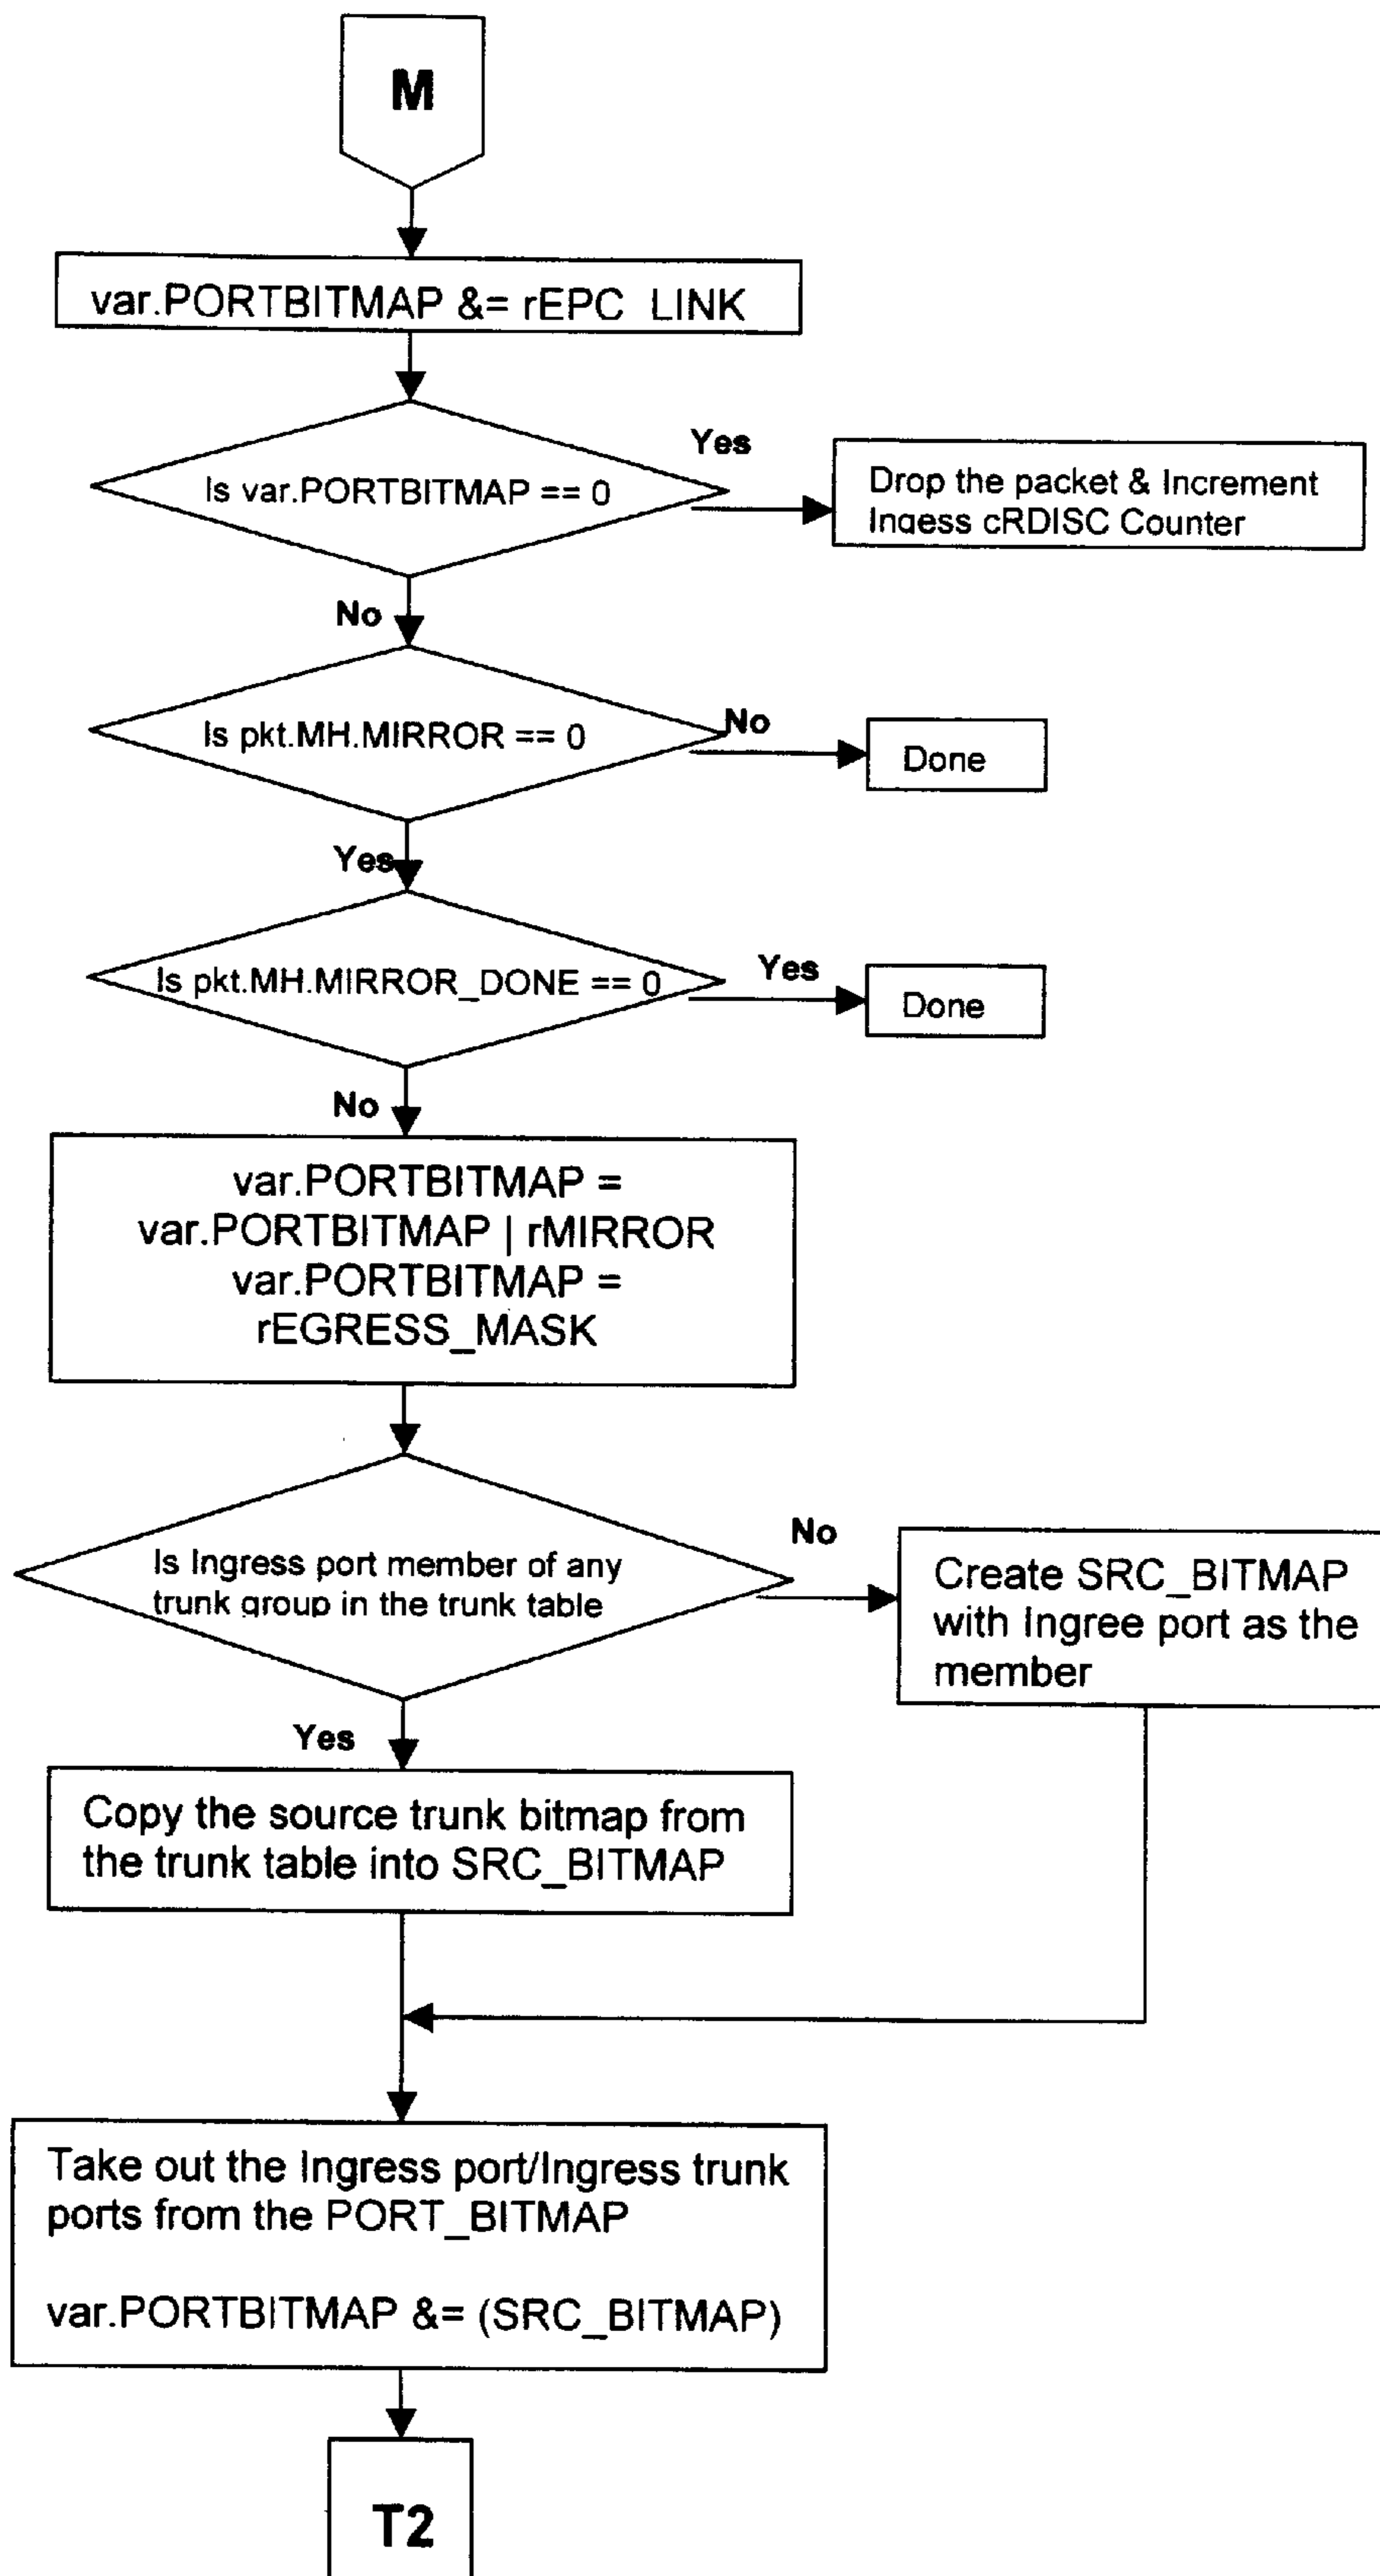 M
var.PORTBITMAP &= rEPC_LINK
Is var.PORTBITMAP == 0
Yes
Drop the packet & Increment
Ingess cRDISC Counter
No
Is pkt.MH.MIRROR == 0
No
Done
Yes
Is pkt.MH.MIRROR_DONE == 0
Yes
Done
No
var.PORTBITMAP =
var.PORTBITMAP | rMIRROR
var.PORTBITMAP =
rEGRESS_MASK
Is Ingress port member of any
trunk group in the trunk table
No
Create SRC_BITMAP
with Ingree port as the
member
Yes
Copy the source trunk bitmap from
the trunk table into SRC_BITMAP
Take out the Ingress port/Ingress trunk
ports from the PORT_BITMAP
var.PORTBITMAP &= (SRC_BITMAP)
T2